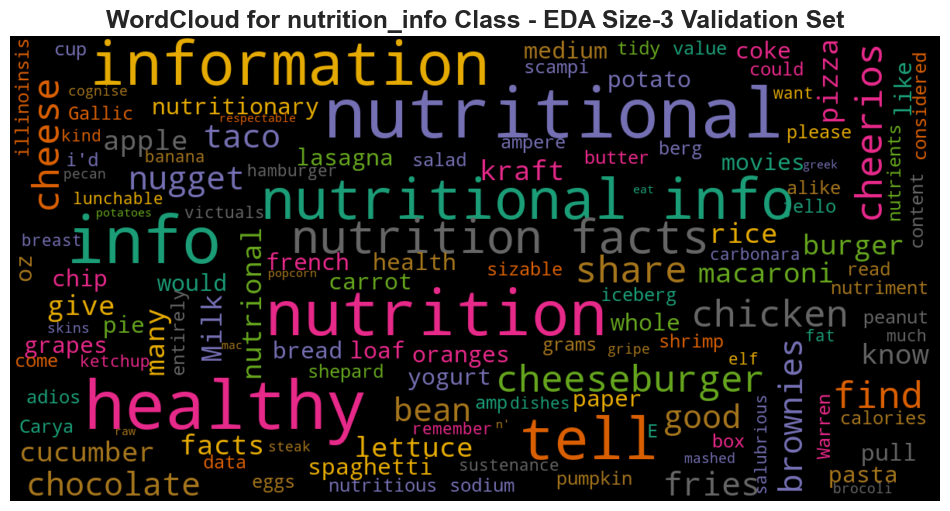 WordCloud for nutrition_info Class - EDA Size-3 Validation Set
illinoinsis cup information medium tidy value coke pizza cheerios like considered
cognise scampi could
cheese Gallic nutritionary respectable nutritional potato want
kind apple taco ampere berg please
i'd banana lasagna salad kraft butter movies greek nutrients content
pecan nugget hamburger alike
lunchable nutritional info eat jello
potatoes victuals
breast info nutrition facts rice burger
carbonara
oz chip would nutrional french health sizable share macaroni read
popcorn carrot iceberg nutriment
give many entirely Milk nutrition whole chicken peanut
skins pie mac fat much
grapes bread loaf oranges grams gripe shrimp know
come ketchup shepard yogurt cheeseburger elf brownies
adios healthy amp dishes paper find
Carya bean remember n' tell E good salubrious Warren calories
raw facts lettuce box pull
cucumber steak mashed
data spaghetti sustenance pasta
chocolate eggs nutritious sodium pumpkin fries brocoli